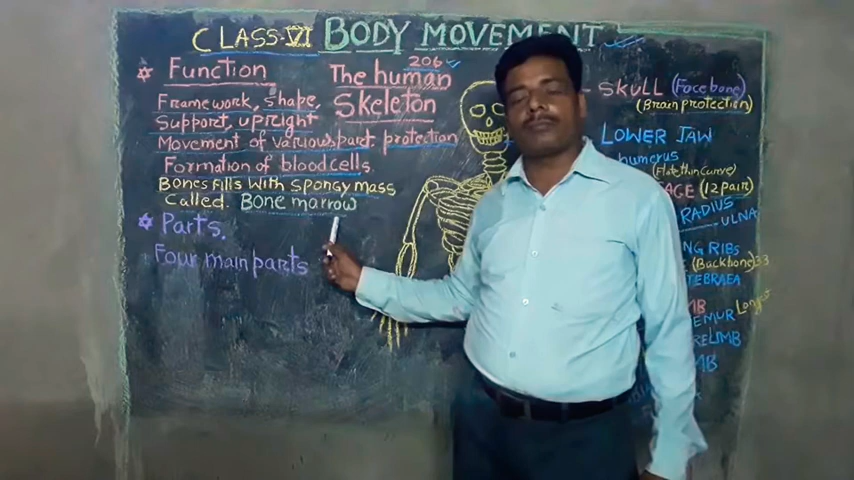 CLASS-VI BODY MOVEMENT
* Function
Framework, shape,
Support, upright
Movement of various part. protection
Formation of blood cells.
Bones fills with spongy mass
called. Bone marrow
* Parts.
Four main parts
206
The human
Skeleton
SKULL (Face bone)
(Brain protection)
LOWER JAW
humerus
(Flate thin curve)
AGE (12 pair)
RADIUS
ULNA
NG RIBS
(Backbone) 33
TEBRAEA
MB
EMUR Longest
RELIMB
MB